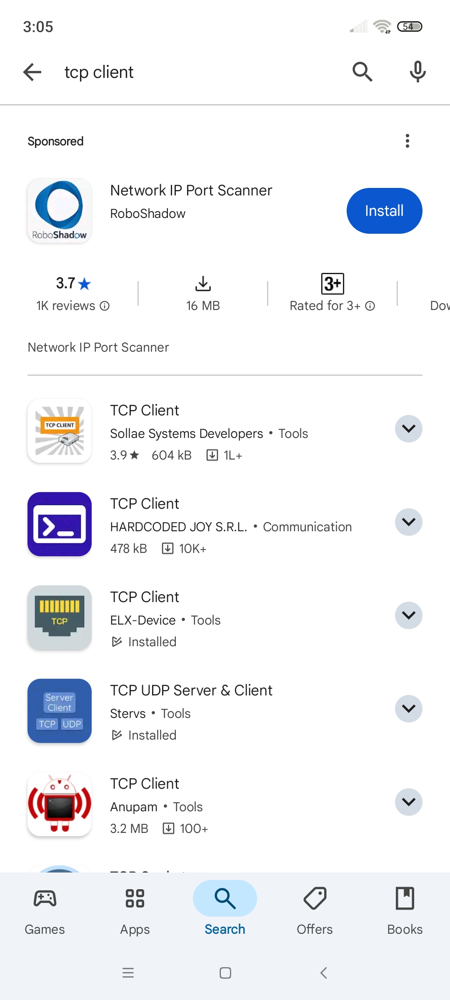 3:05
54
tcp client
Sponsored
Network IP Port Scanner
RoboShadow
Install
RoboShadow
3.7★
3+
1K reviews
16 MB
Rated for 3+
Dow
Network IP Port Scanner
TCP CLIENT
TCP Client
Sollae Systems Developers • Tools
3.9★ 604 kB 1L+
TCP Client
HARDCODED JOY S.R.L. • Communication
478 kB 10K+
TCP
TCP Client
ELX-Device • Tools
Installed
Server
Client
TCP UDP
TCP UDP Server & Client
Stervs • Tools
Installed
TCP Client
Anupam • Tools
3.2 MB 100+
Games
Apps
Search
Offers
Books